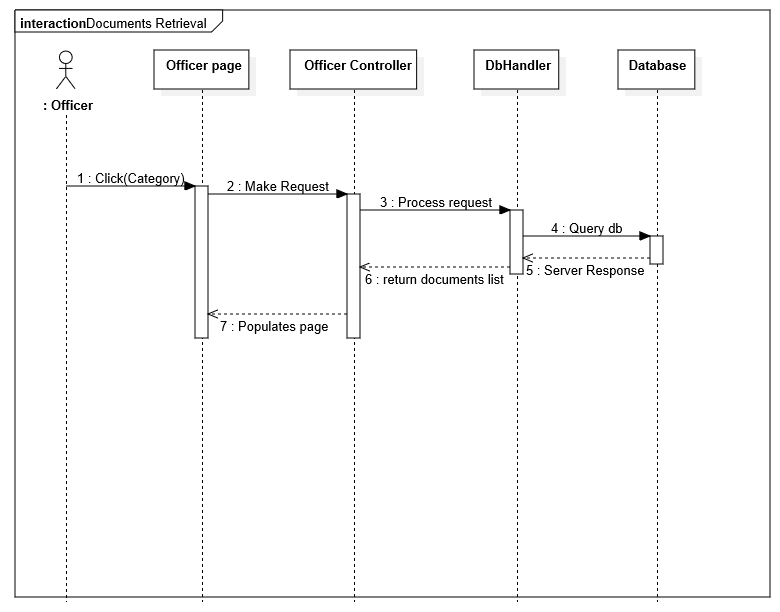 interactionDocuments Retrieval
Officer page
Officer Controller
DbHandler
Database
: Officer
1 : Click(Category)
2 : Make Request
3 : Process request
4 : Query db
5 : Server Response
6 : return documents list
7 : Populates page